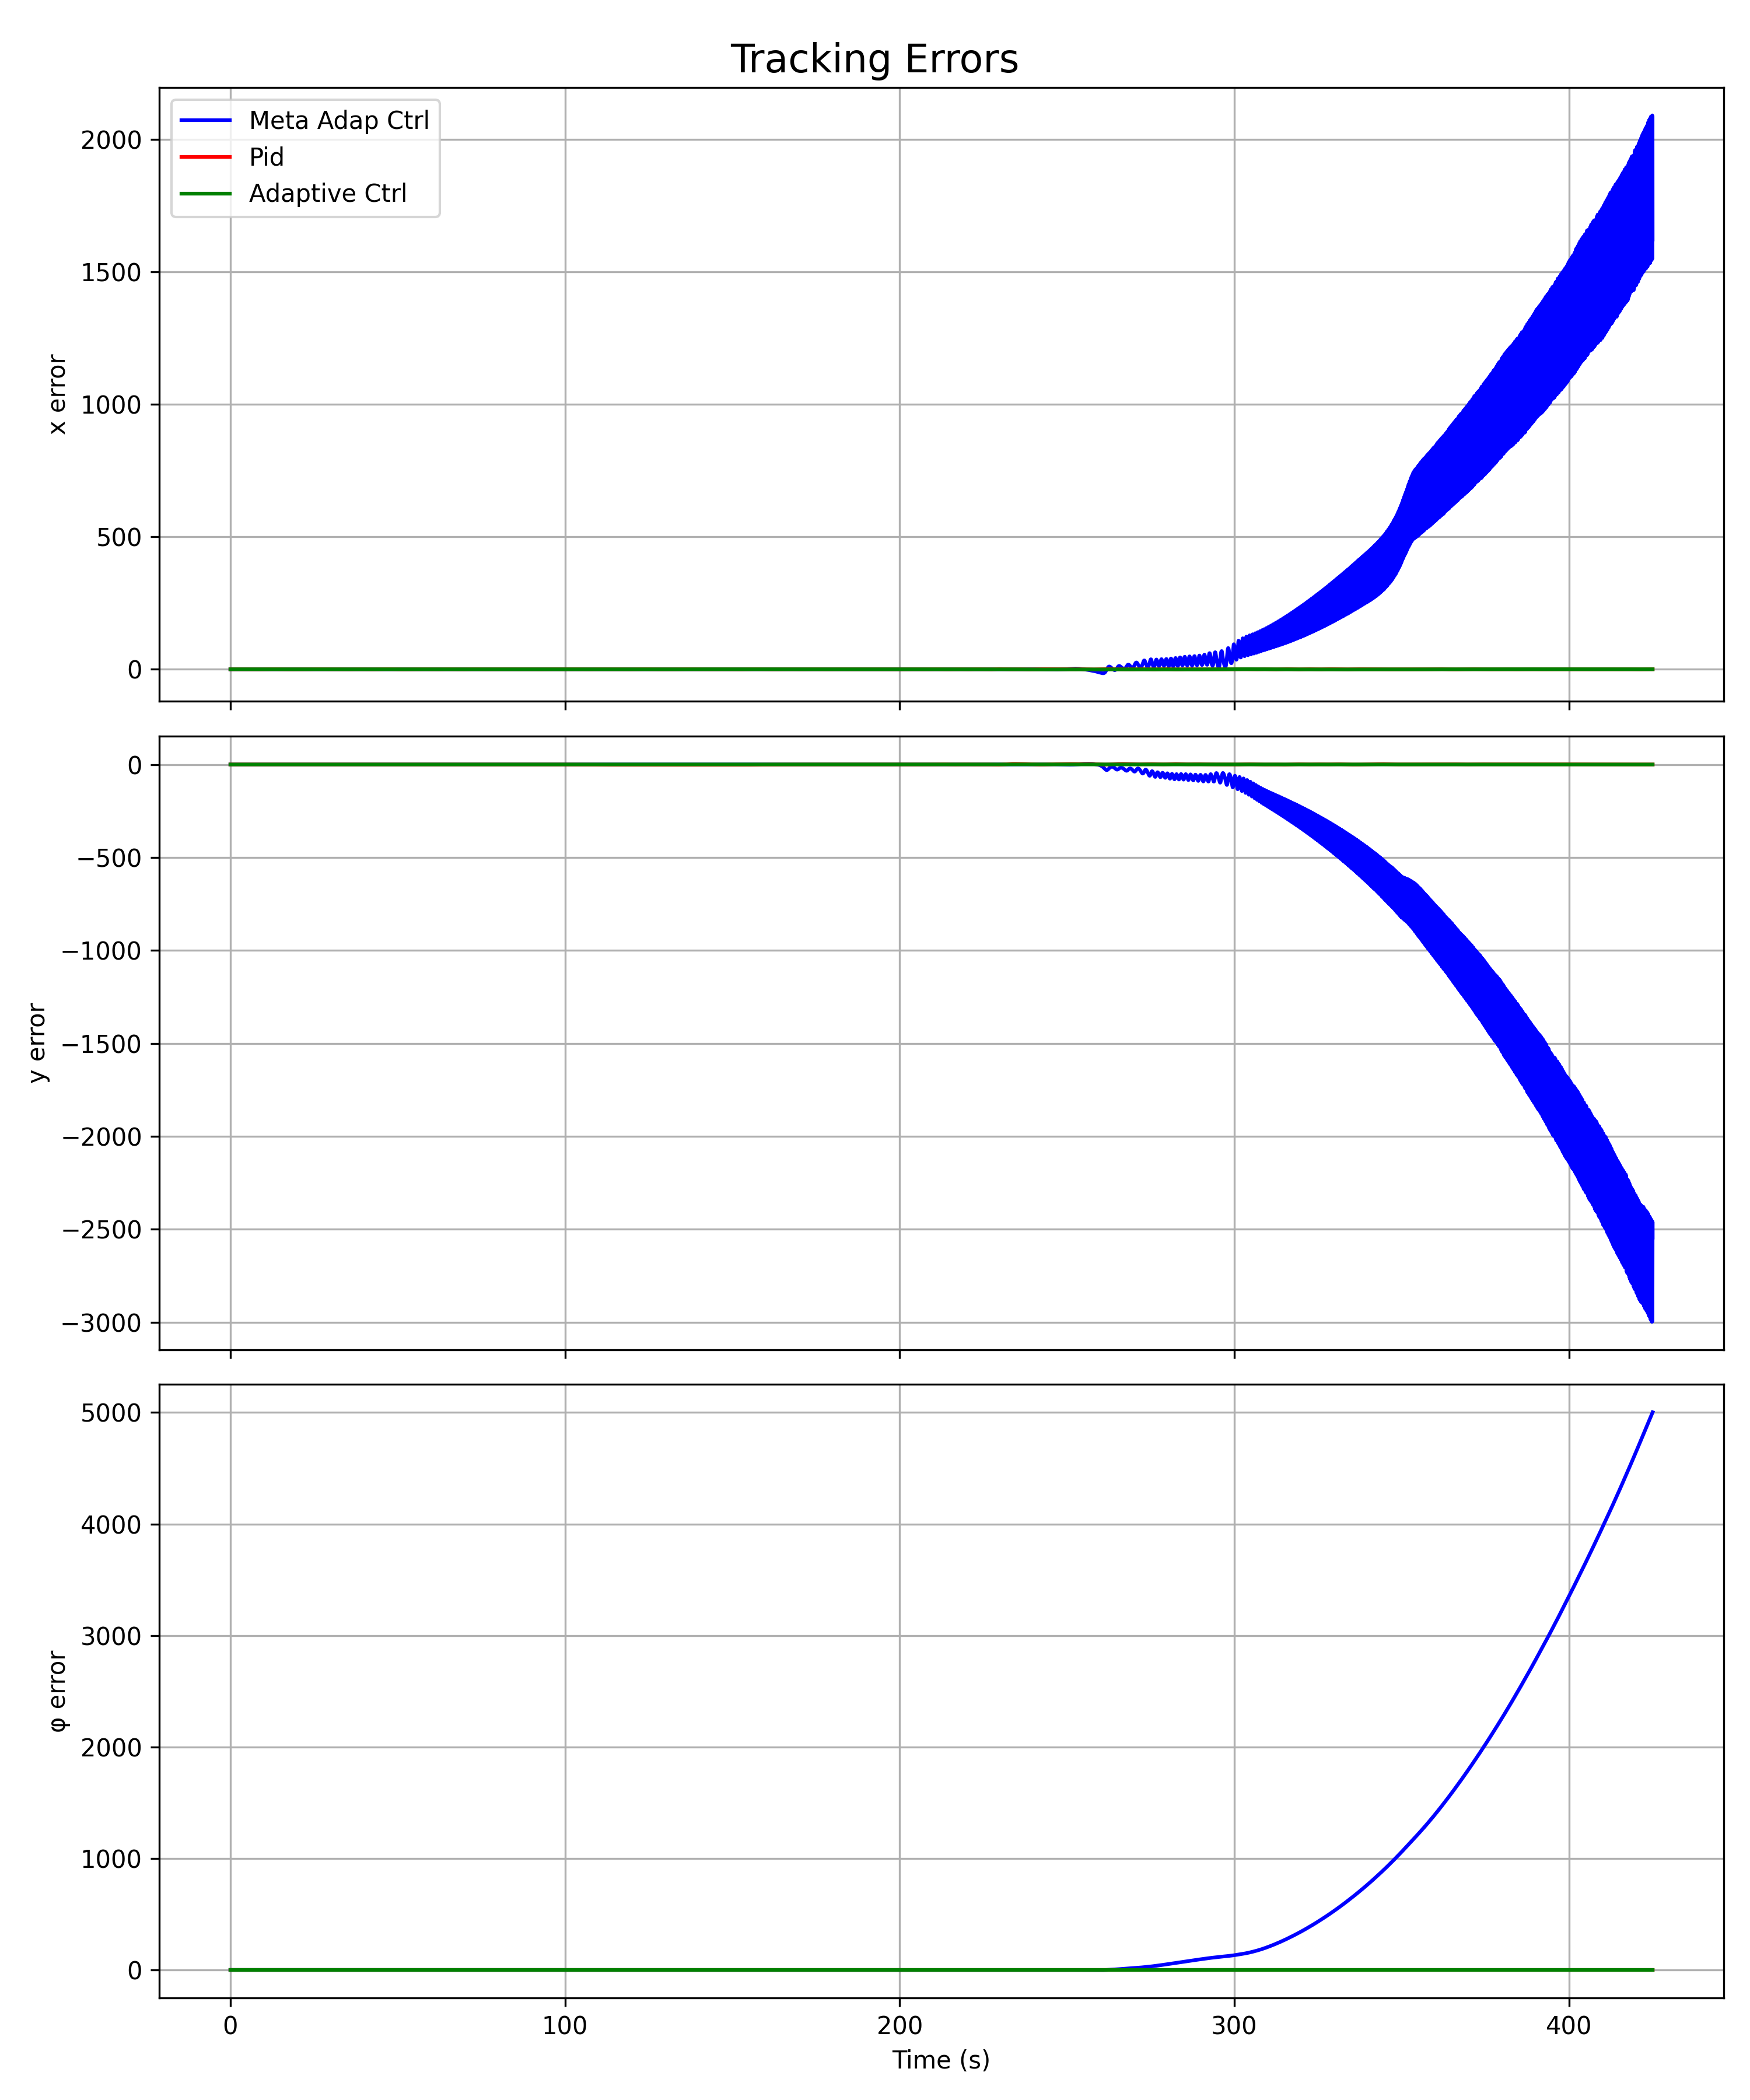 Tracking Errors
Meta Adap Ctrl
Pid
Adaptive Ctrl
2000
1500
1000
500
0
x error
0
−500
−1000
−1500
−2000
−2500
−3000
y error
5000
4000
3000
2000
1000
0
φ error
0 100 200 300 400
Time (s)